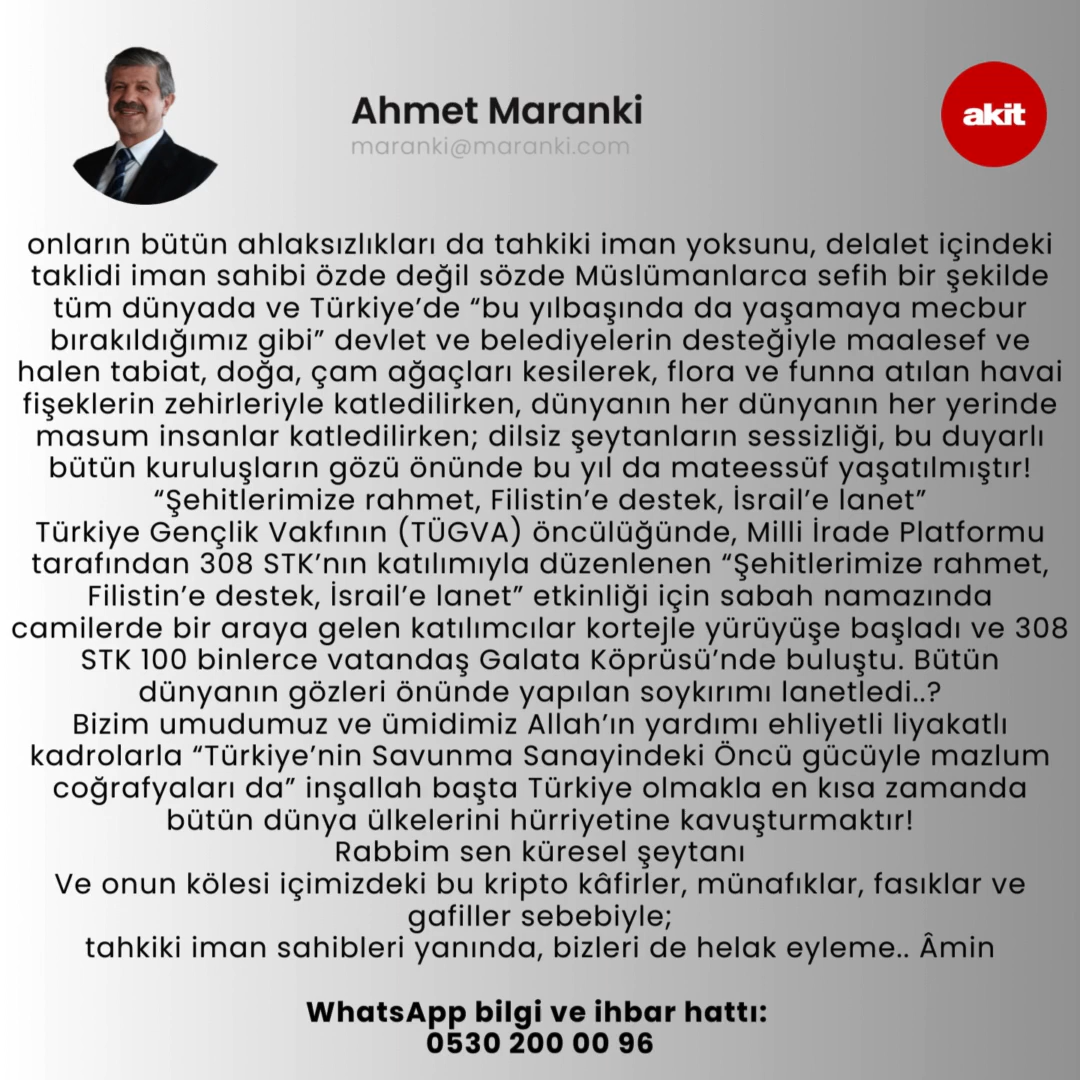 Ahmet Maranki
maranki@maranki.com
akit
onların bütün ahlaksızlıkları da tahkiki iman yoksunu, delalet içindeki
taklidi iman sahibi özde değil sözde Müslümanlarca sefih bir şekilde
tüm dünyada ve Türkiye’de “bu yılbaşında da yaşamaya mecbur
bırakıldığımız gibi” devlet ve belediyelerin desteğiyle maalesef ve
halen tabiat, doğa, çam ağaçları kesilerek, flora ve funna atılan havai
fişeklerin zehirleriyle katledilirken, dünyanın her dünyanın her yerinde
masum insanlar katledilirken; dilsiz şeytanların sessizliği, bu duyarlı
bütün kuruluşların gözü önünde bu yıl da mateessüf yaşatılmıştır!
“Şehitlerimize rahmet, Filistin’e destek, İsrail’e lanet”
Türkiye Gençlik Vakfının (TÜGVA) öncülüğünde, Milli İrade Platformu
tarafından 308 STK’nın katılımıyla düzenlenen “Şehitlerimize rahmet,
Filistin’e destek, İsrail’e lanet” etkinliği için sabah namazında
camilerde bir araya gelen katılımcılar kortejle yürüyüşe başladı ve 308
STK 100 binlerce vatandaş Galata Köprüsü’nde buluştu. Bütün
dünyanın gözleri önünde yapılan soykırımı lanetledi..?
Bizim umudumuz ve ümidimiz Allah’ın yardımı ehliyetli liyakatlı
kadrolarla “Türkiye’nin Savunma Sanayindeki Öncü gücüyle mazlum
coğrafyaları da” inşallah başta Türkiye olmakla en kısa zamanda
bütün dünya ülkelerini hürriyetine kavuşturmaktır!
Rabbim sen küresel şeytanı
Ve onun kölesi içimizdeki bu kripto kâfirler, münafıklar, fasıklar ve
gafiller sebebiyle;
tahkiki iman sahibleri yanında, bizleri de helak eyleme.. Âmin
WhatsApp bilgi ve ihbar hattı:
0530 200 00 96